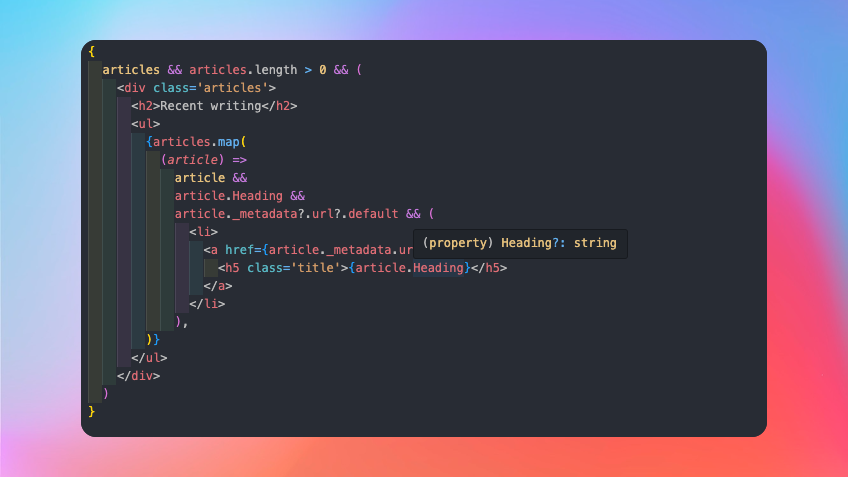 {
articles && articles.length > 0 && (
<div class='articles'>
<h2>Recent writing</h2>
<ul>
{articles.map(
(article) =>
article &&
article.Heading &&
article._metadata?.url?.default && (
<li>
<a href={article._metadata.ur
(property) Heading?: string
<h5 class='title'>{article.Heading}</h5>
</a>
</li>
),
)}
</ul>
</div>
)
}